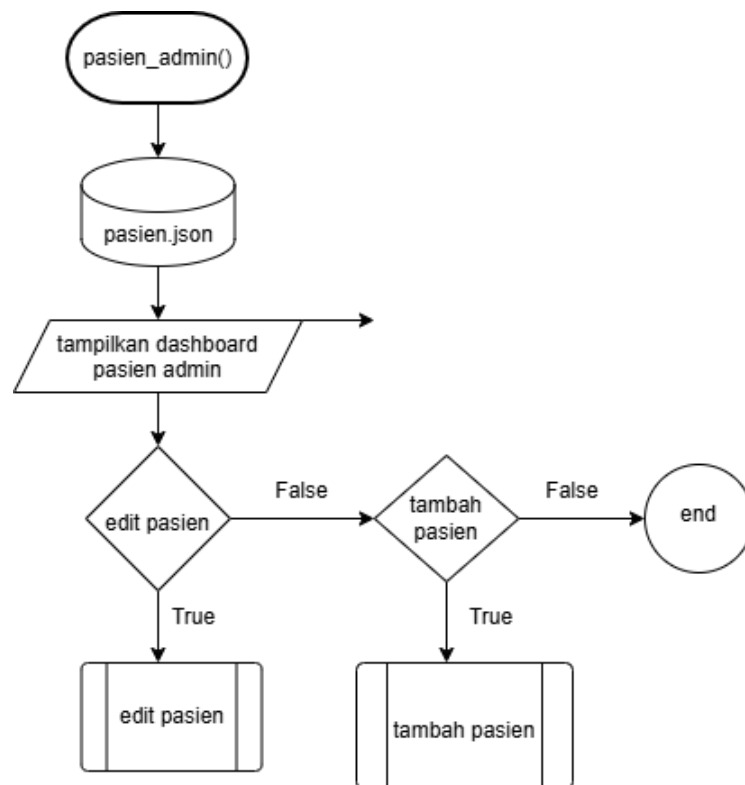 pasien_admin()
pasien.json
tampilkan dashboard
pasien admin
edit pasien
False
tambah
pasien
False
end
True
True
edit pasien
tambah pasien